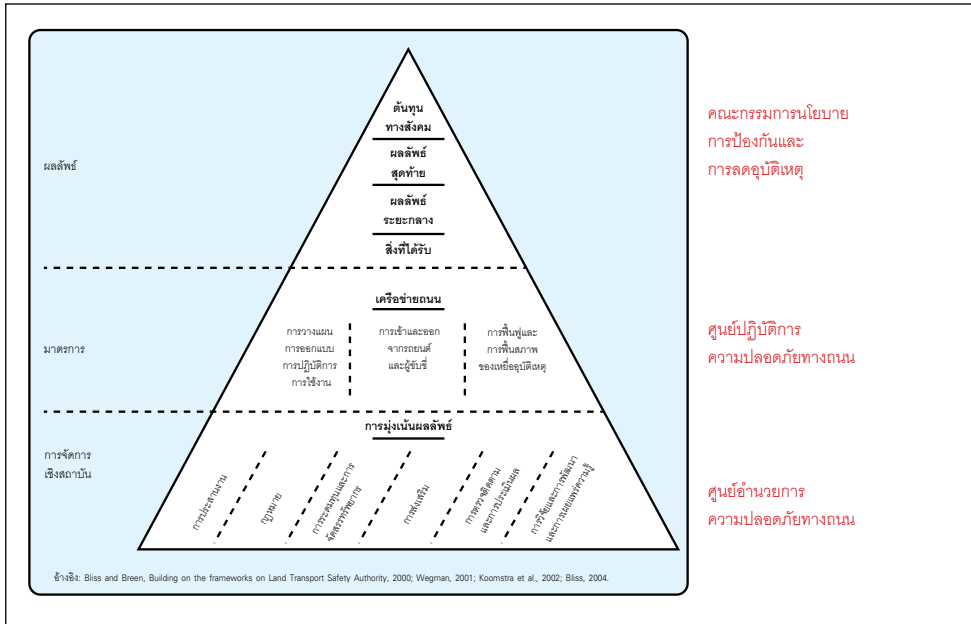 ต้นทุน
ทางสังคม
ผลลัพธ์
สุดท้าย
ผลลัพธ์
ระยะกลาง
สิ่งที่ได้รับ
ผลลัพธ์
คณะกรรมการนโยบาย
การป้องกันและ
การลดอุบัติเหตุ
เครือข่ายถนน
มาตรการ
การวางแผน
การออกแบบ
การปฏิบัติการ
การใช้งาน
การเข้าและออก
จากรถยนต์
และผู้ขับขี่
การฟื้นฟูและ
การฟื้นสภาพ
ของเหยื่ออุบัติเหตุ
ศูนย์ปฏิบัติการ
ความปลอดภัยทางถนน
การมุ่งเน้นผลลัพธ์
การจัดการ
เชิงสถาบัน
การประสานงาน
กฎหมาย
การระดมทุนและการ
จัดสรรทรัพยากร
การส่งเสริม
การตรวจติดตาม
และการประเมินผล
การวิจัยและการพัฒนา
และการเผยแพร่ความรู้
ศูนย์อำนวยการ
ความปลอดภัยทางถนน
อ้างอิง: Bliss and Breen, Building on the frameworks on Land Transport Safety Authority, 2000; Wegman, 2001; Koomstra et al., 2002; Bliss, 2004.